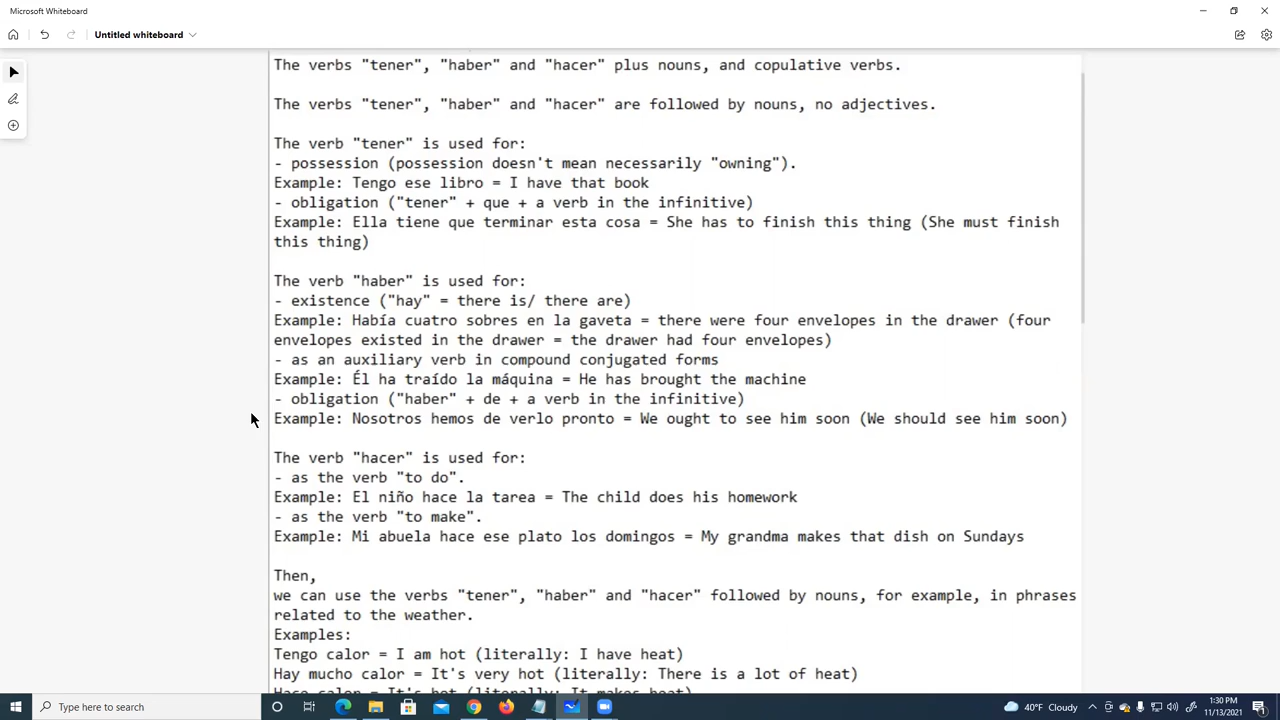 Microsoft Whiteboard
Untitled whiteboard
The verbs "tener", "haber" and "hacer" plus nouns, and copulative verbs.
The verbs "tener", "haber" and "hacer" are followed by nouns, no adjectives.
The verb "tener" is used for:
- possession (possession doesn't mean necessarily "owning").
Example: Tengo ese libro = I have that book
- obligation ("tener" + que + a verb in the infinitive)
Example: Ella tiene que terminar esta cosa = She has to finish this thing (She must finish
this thing)
The verb "haber" is used for:
- existence ("hay" = there is/ there are)
Example: Había cuatro sobres en la gaveta = there were four envelopes in the drawer (four
envelopes existed in the drawer = the drawer had four envelopes)
- as an auxiliary verb in compound conjugated forms
Example: Él ha traído la máquina = He has brought the machine
- obligation ("haber" + de + a verb in the infinitive)
Example: Nosotros hemos de verlo pronto = We ought to see him soon (We should see him soon)
The verb "hacer" is used for:
- as the verb "to do".
Example: El niño hace la tarea = The child does his homework
- as the verb "to make".
Example: Mi abuela hace ese plato los domingos = My grandma makes that dish on Sundays
Then,
we can use the verbs "tener", "haber" and "hacer" followed by nouns, for example, in phrases
related to the weather.
Examples:
Tengo calor = I am hot (literally: I have heat)
Hay mucho calor = It's very hot (literally: There is a lot of heat)
Hace calor = It's hot (literally: It makes heat)
Type here to search
40°F Cloudy
1:30 PM
11/13/2021